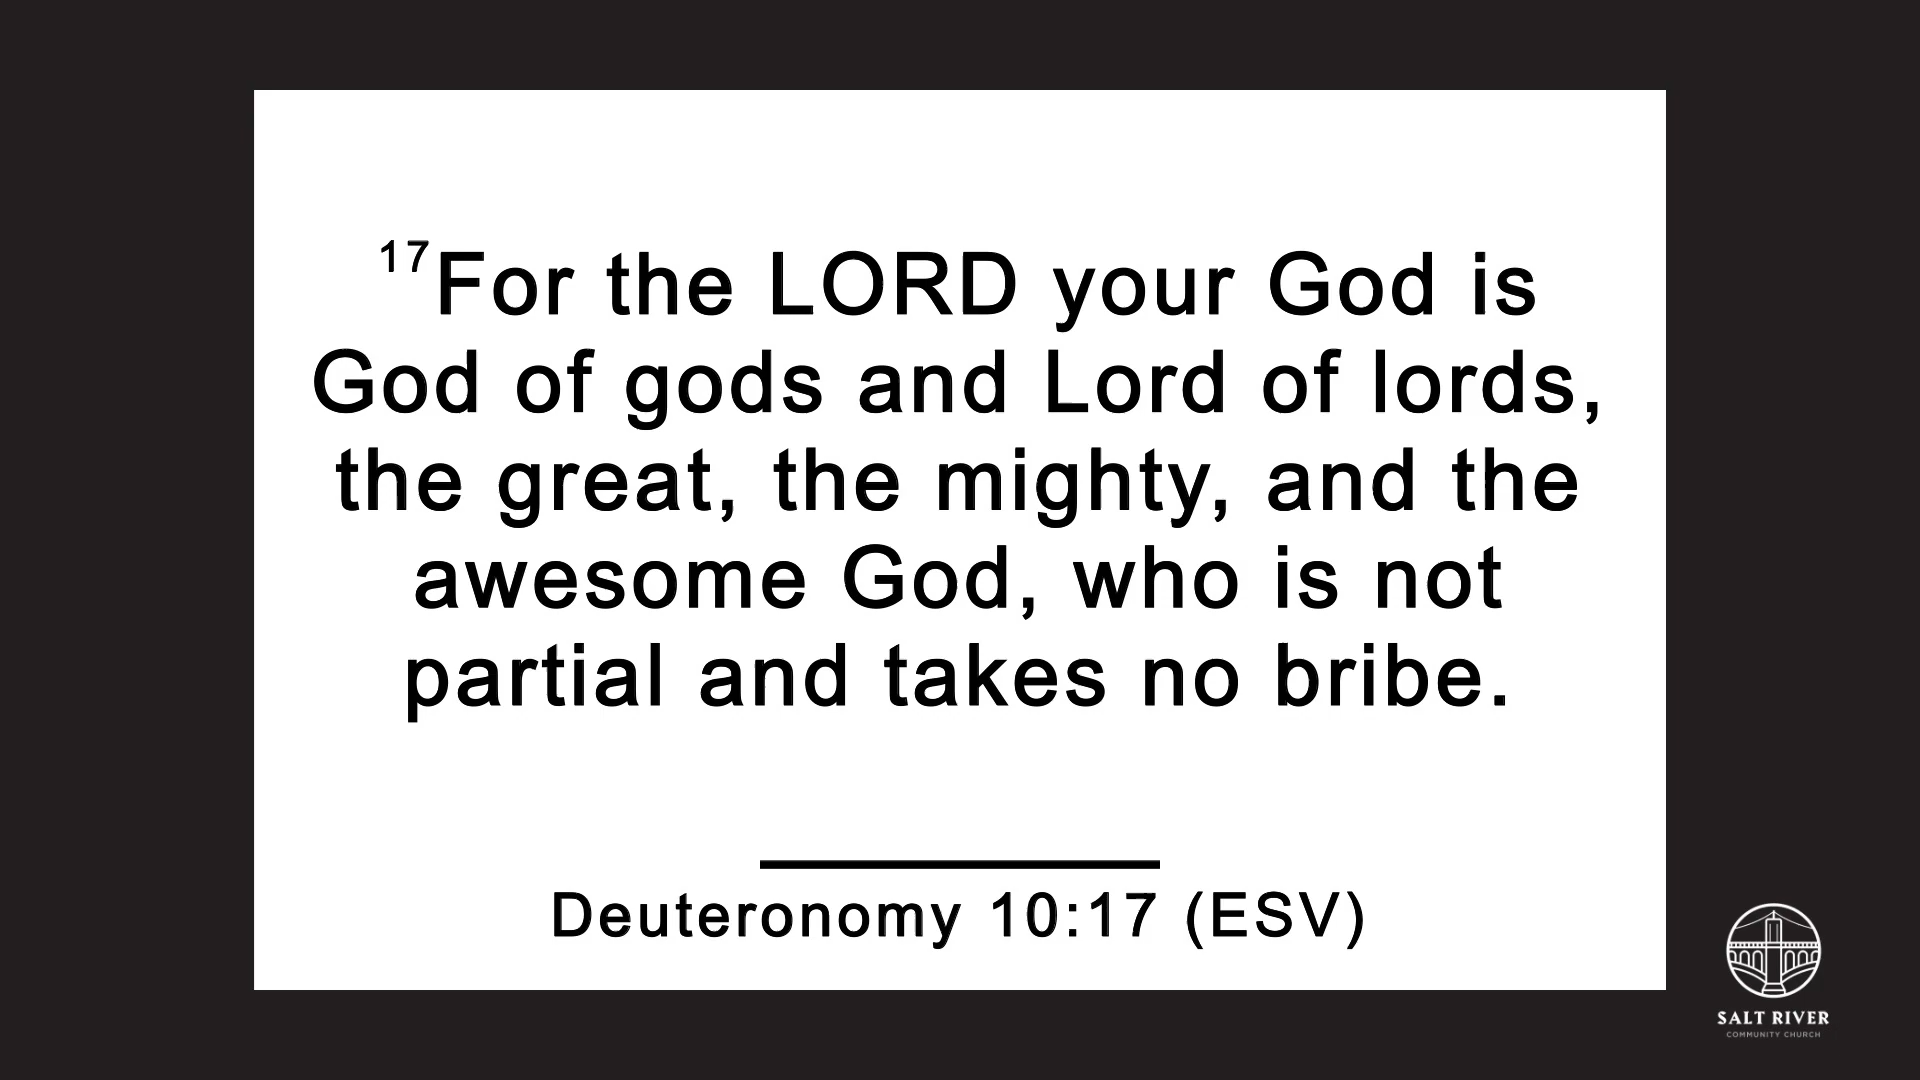 17For the LORD your God is
God of gods and Lord of lords,
the great, the mighty, and the
awesome God, who is not
partial and takes no bribe.
Deuteronomy 10:17 (ESV)
SALT RIVER
COMMUNITY CHURCH